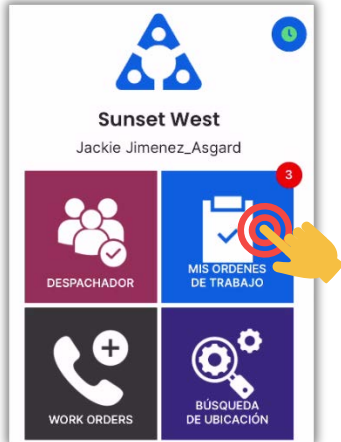 Sunset West
Jackie Jimenez_Asgard
3
DESPACHADOR
MIS ORDENES
DE TRABAJO
WORK ORDERS
BÚSQUEDA
DE UBICACIÓN